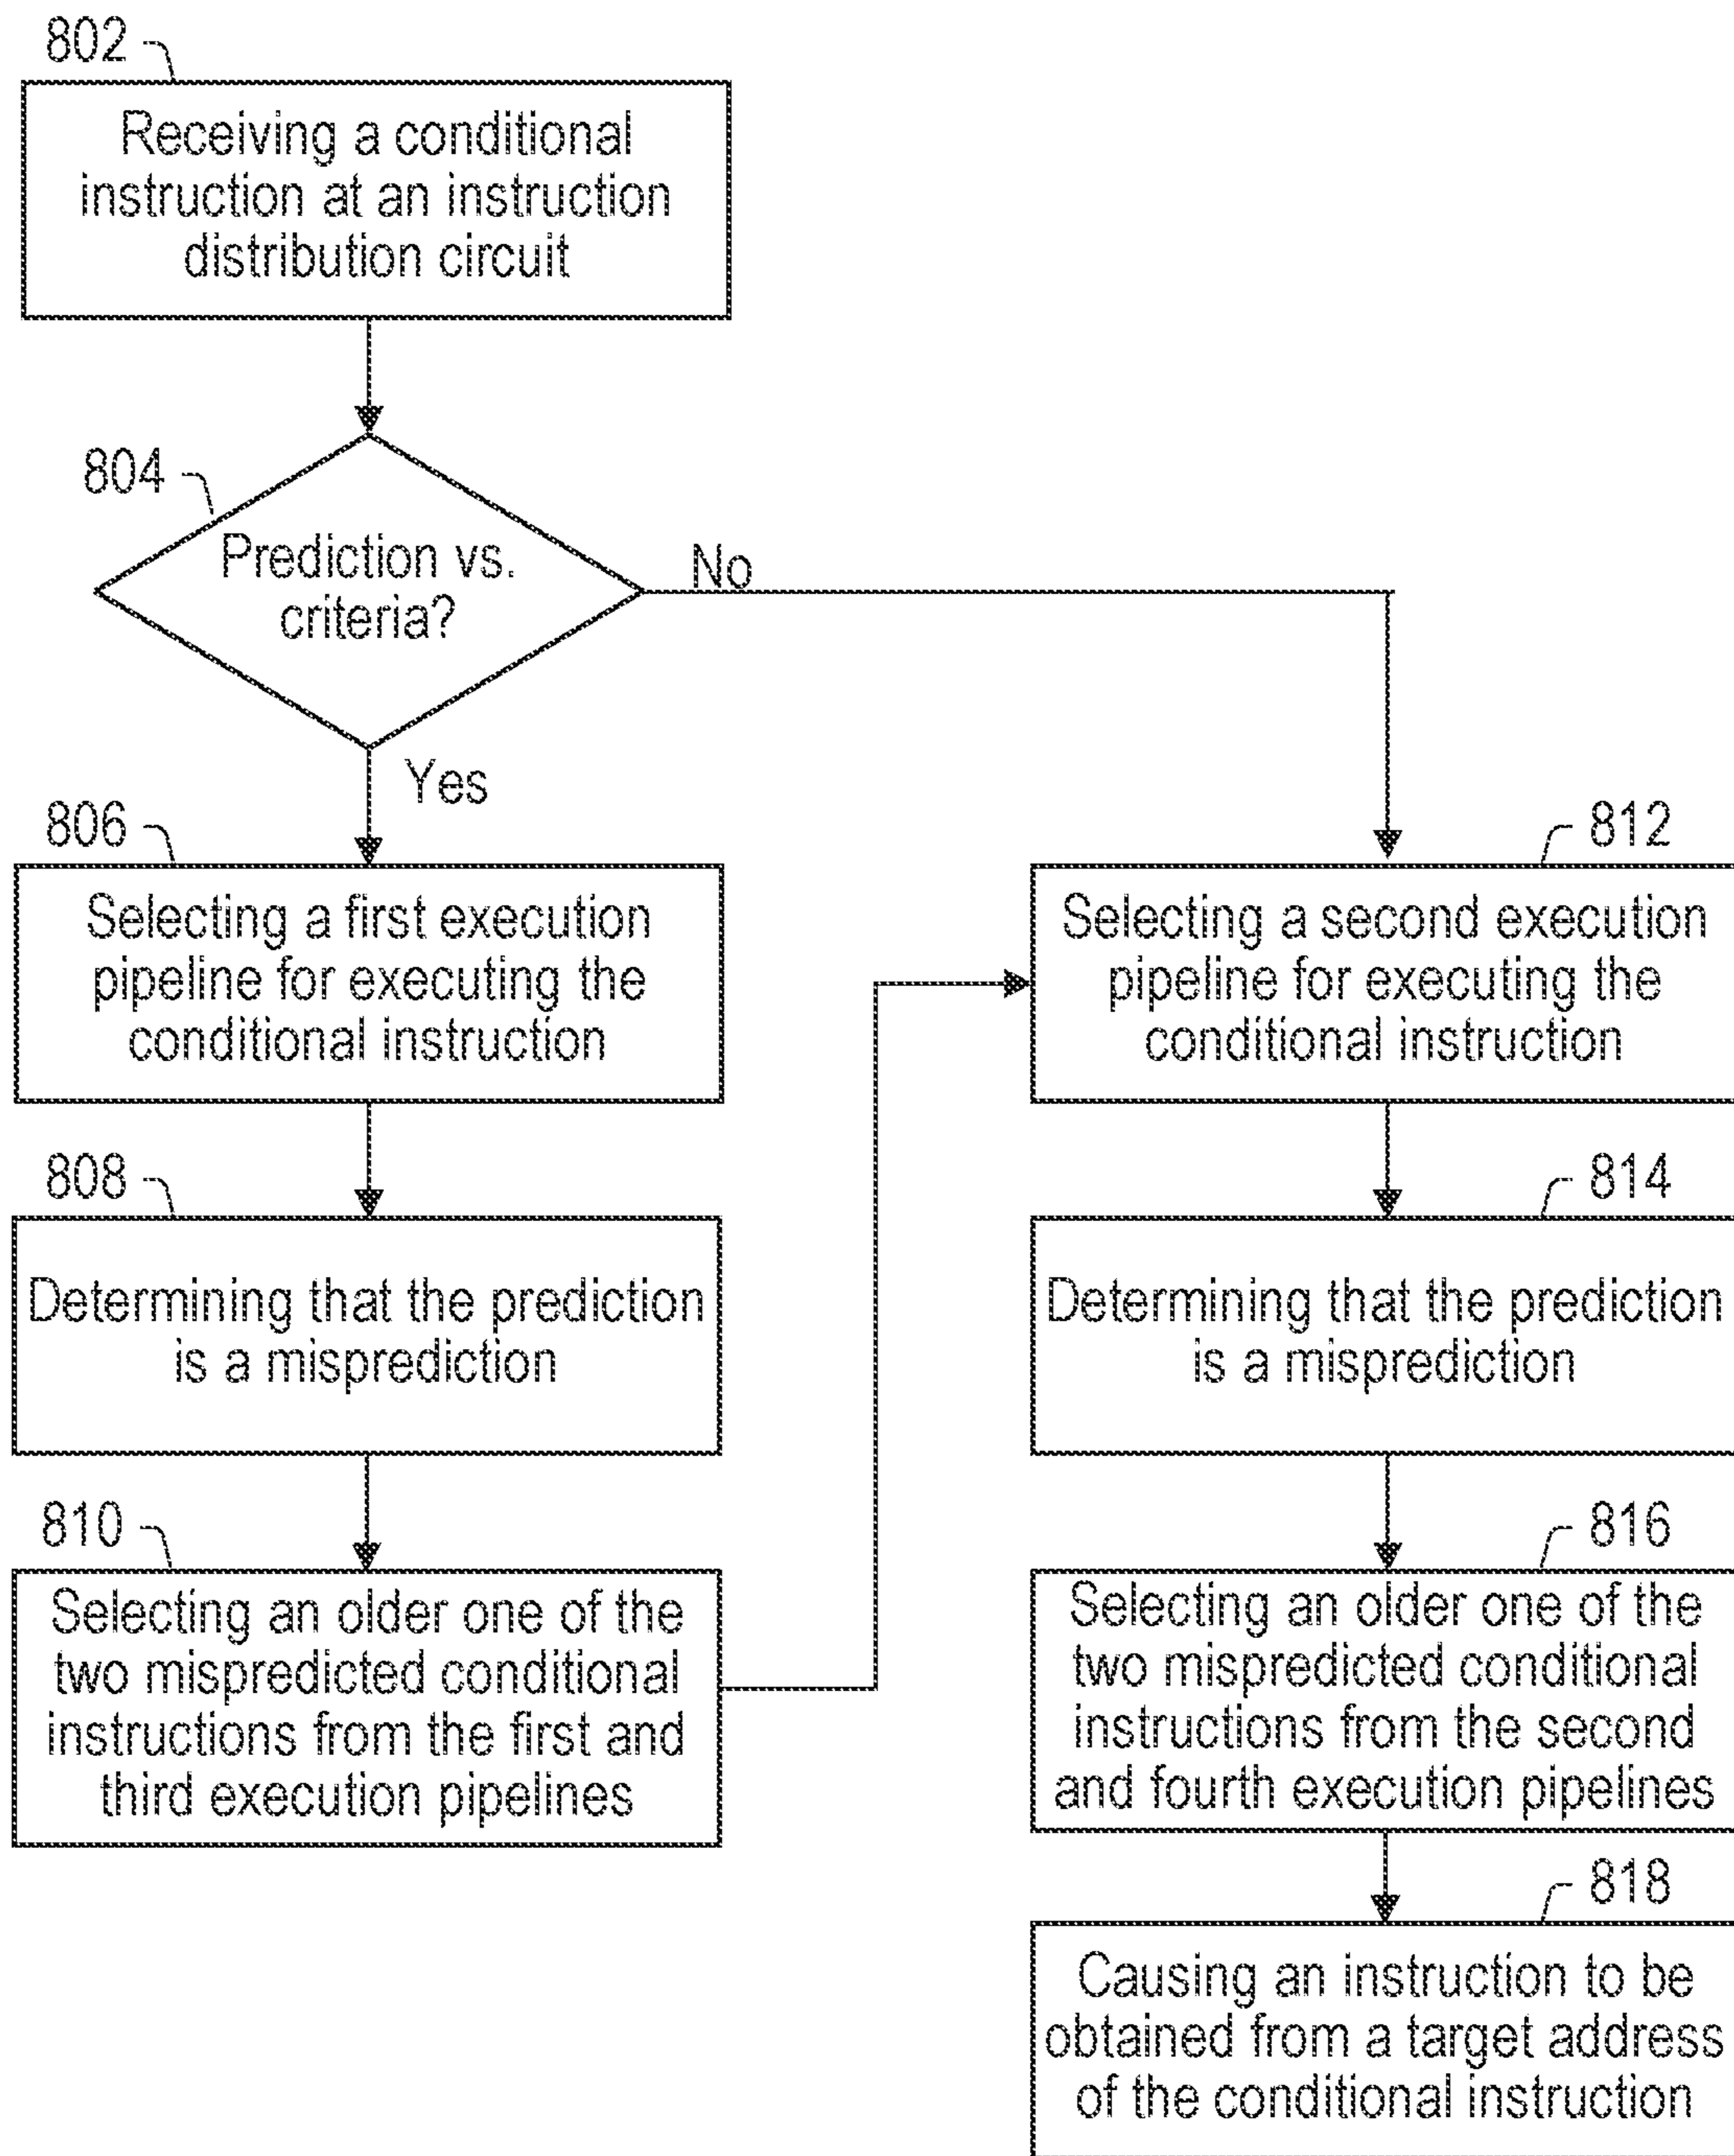 802
Receiving a conditional
instruction at an instruction
distribution circuit
804
Prediction vs.
criteria?
No
Yes
806
Selecting a first execution
pipeline for executing the
conditional instruction
808
Determining that the prediction
is a misprediction
810
Selecting an older one of the
two mispredicted conditional
instructions from the first and
third execution pipelines
812
Selecting a second execution
pipeline for executing the
conditional instruction
814
Determining that the prediction
is a misprediction
816
Selecting an older one of the
two mispredicted conditional
instructions from the second
and fourth execution pipelines
818
Causing an instruction to be
obtained from a target address
of the conditional instruction